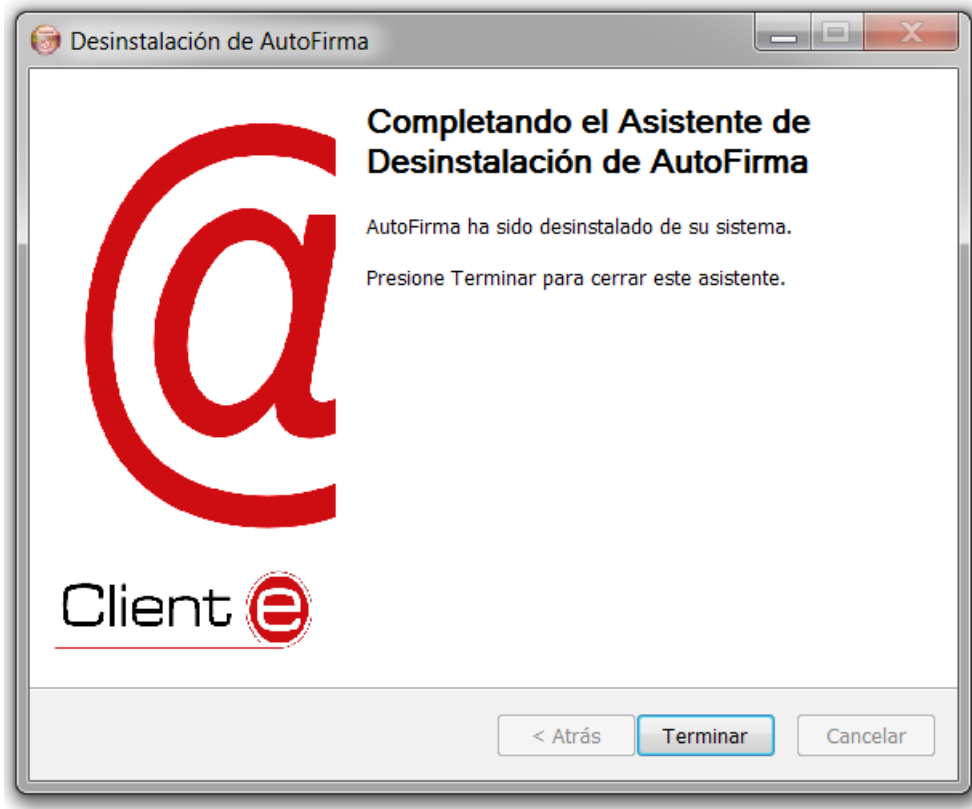 Desinstalación de AutoFirma
Completando el Asistente de
Desinstalación de AutoFirma
AutoFirma ha sido desinstalado de su sistema.
Presione Terminar para cerrar este asistente.
@
Client e
< Atrás
Terminar
Cancelar